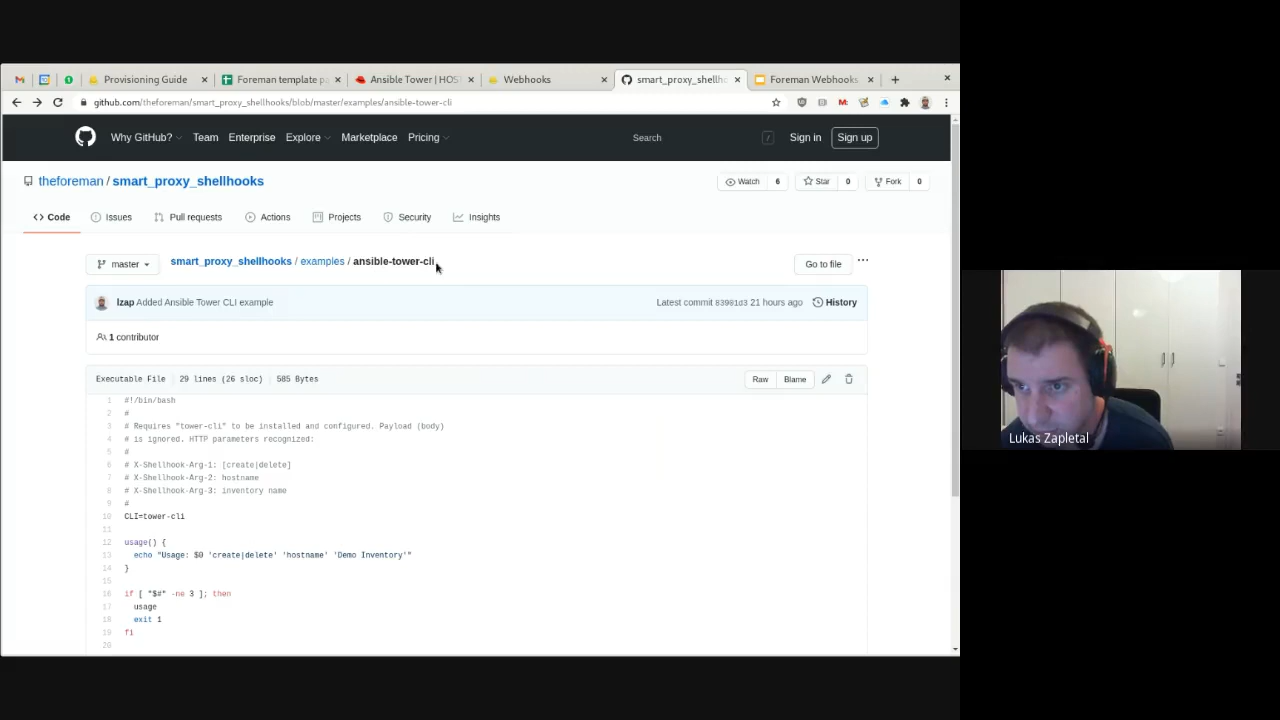 Provisioning Guide
Foreman template pa
Ansible Tower | HOS
Webhooks
smart_proxy_shellho
Foreman Webhooks
github.com/theforeman/smart_proxy_shellhooks/blob/master/examples/ansible-tower-cli
Why GitHub? Team Enterprise Explore Marketplace Pricing Search / Sign in Sign up
theforeman / smart_proxy_shellhooks
Watch 6 Star 0 Fork 0
Code Issues Pull requests Actions Projects Security Insights
master smart_proxy_shellhooks / examples / ansible-tower-cli Go to file
lzap Added Ansible Tower CLI example Latest commit 83981d3 21 hours ago History
1 contributor
Executable File 29 lines (26 sloc) 585 Bytes Raw Blame
1 #!/bin/bash
2 #
3 # Requires "tower-cli" to be installed and configured. Payload (body)
4 # is ignored. HTTP parameters recognized:
5 #
6 # X-Shellhook-Arg-1: [create|delete]
7 # X-Shellhook-Arg-2: hostname
8 # X-Shellhook-Arg-3: inventory name
9 #
10 CLI=tower-cli
11
12 usage() {
13 echo "Usage: $0 'create|delete' 'hostname' 'Demo Inventory'"
14 }
15
16 if [ "$#" -ne 3 ]; then
17 usage
18 exit 1
19 fi
20
Lukas Zapletal